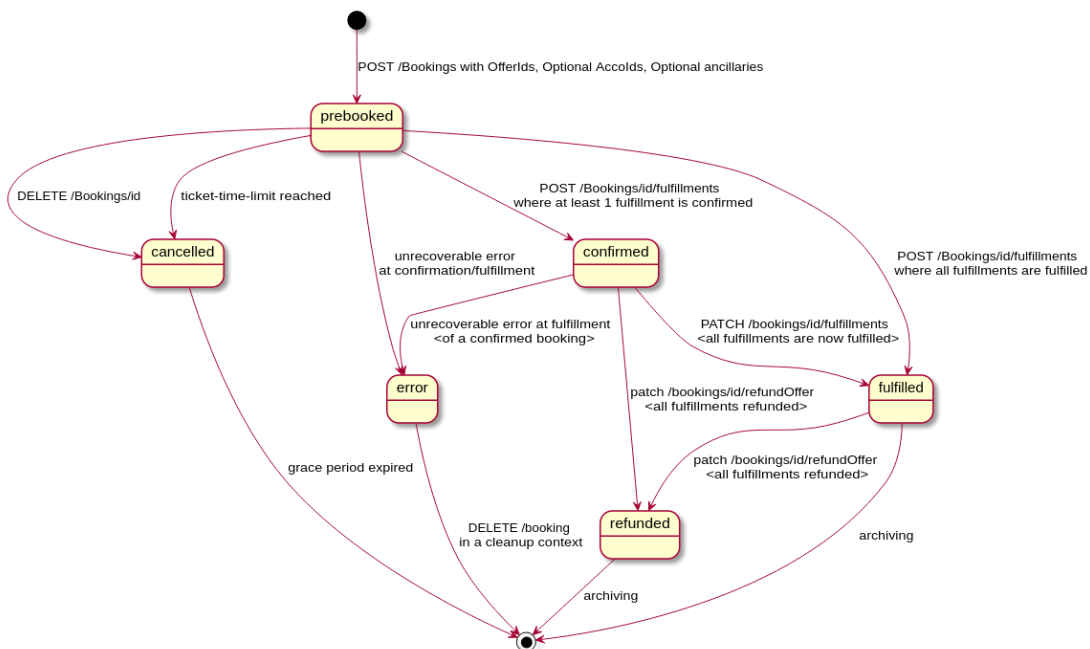 POST /Bookings with OfferIds, Optional AccoIds, Optional ancillaries
prebooked
DELETE /Bookings/id
ticket-time-limit reached
POST /Bookings/id/fulfillments
where at least 1 fulfillment is confirmed
cancelled
confirmed
unrecoverable error
at confirmation/fulfillment
POST /Bookings/id/fulfillments
where all fulfillments are fulfilled
unrecoverable error at fulfillment
<of a confirmed booking>
PATCH /bookings/id/fulfillments
<all fulfillments are now fulfilled>
error
patch /bookings/id/refundOffer
<all fulfillments refunded>
fulfilled
grace period expired
patch /bookings/id/refundOffer
<all fulfillments refunded>
DELETE /booking
in a cleanup context
refunded
archiving
archiving